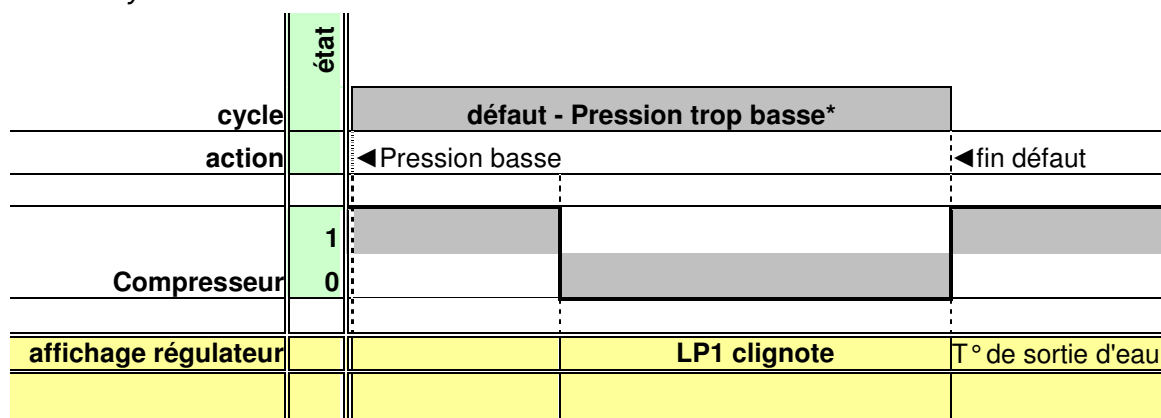 état
cycle défaut - Pression trop basse*
action ◄Pression basse ◄fin défaut
1
Compresseur 0
affichage régulateur LP1 clignote T° de sortie d'eau